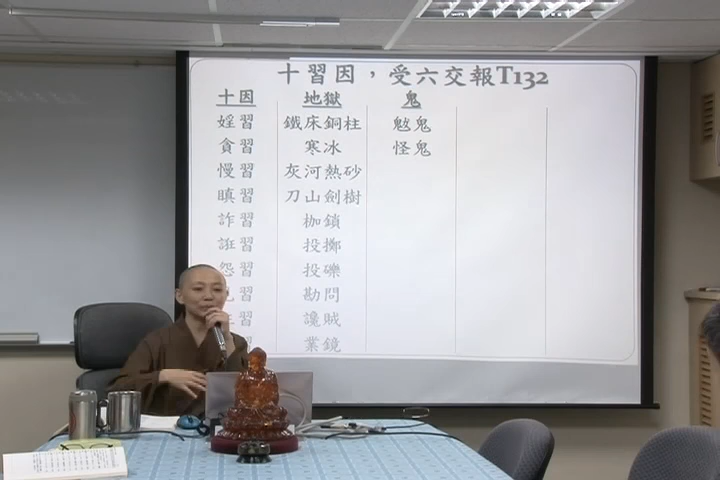 十習因，受六交報T132
十因 地獄 鬼
婬習 鐵床銅柱 魃鬼
貪習 寒冰 怪鬼
慢習 灰河熱砂
瞋習 刀山劍樹
詐習 枷鎖
誑習 投擲
怨習 投礫
習 勘問
習 讒賊
業鏡